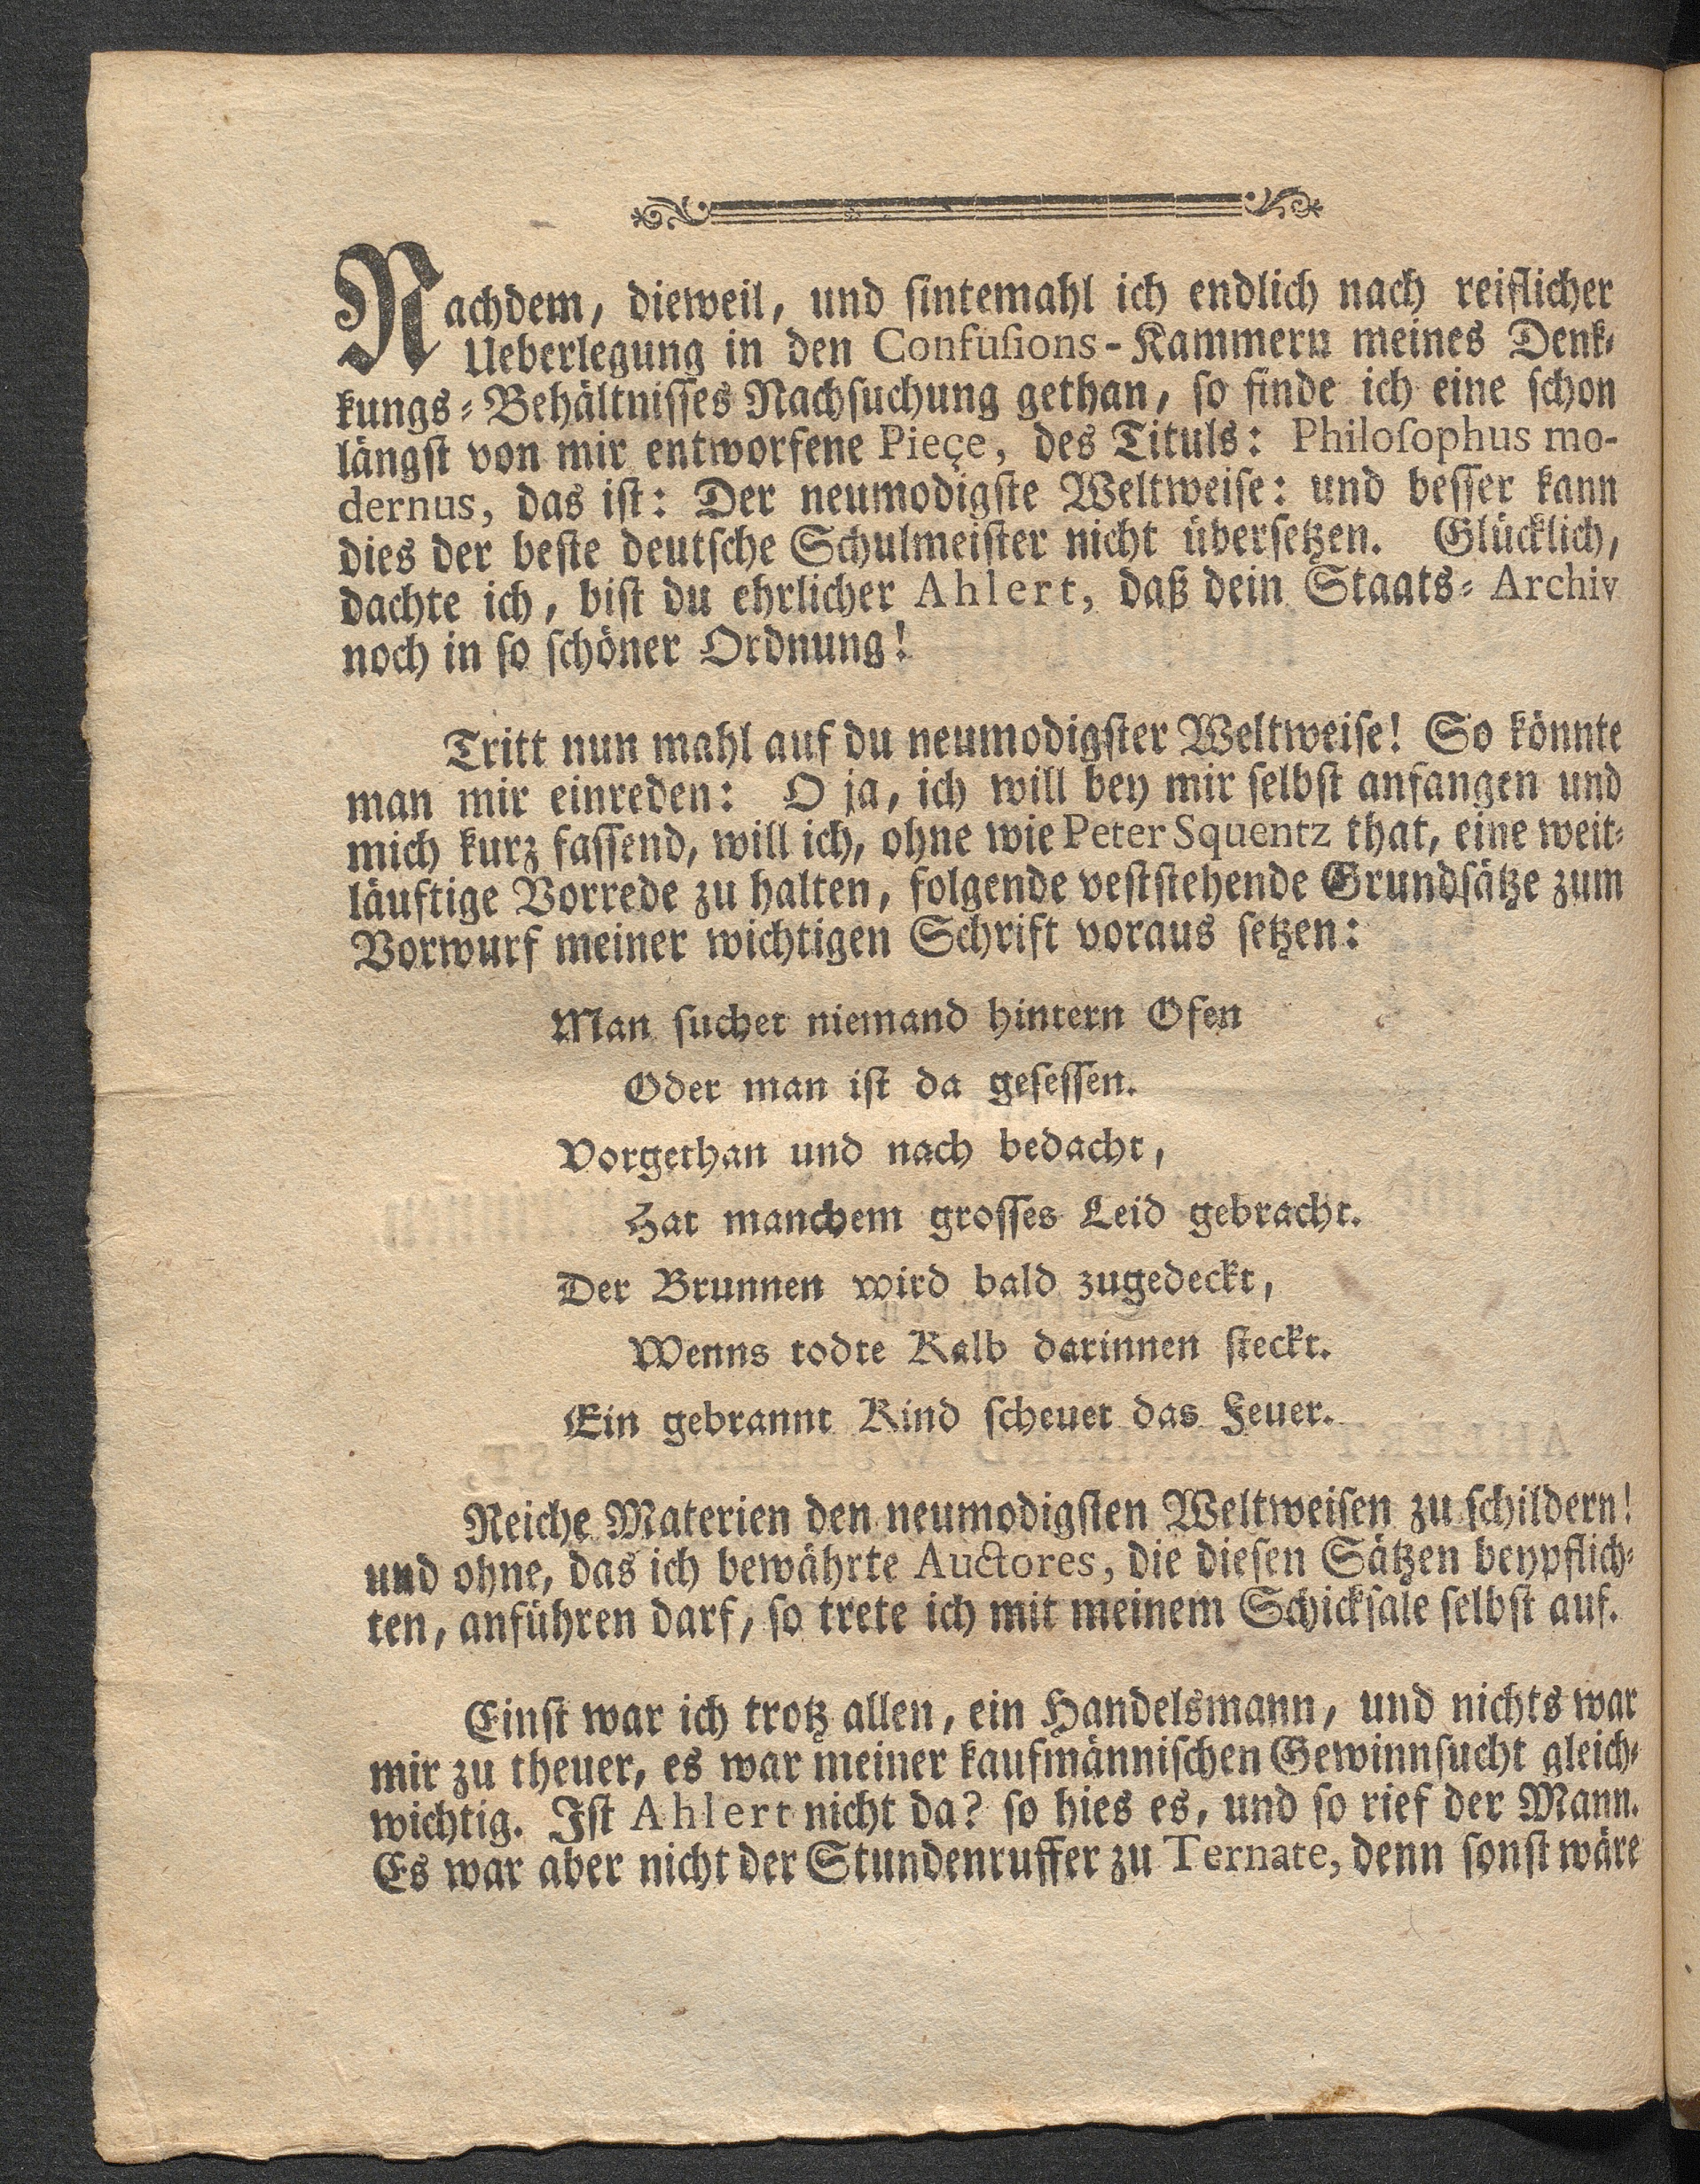 Nachdem, dieweil, und ſintemahl ich endlich nach reiflicher
Ueberlegung in den Confuſions-Kammern meines Denk⸗
kungs⸗Behältniſſes Nachſuchung gethan, ſo finde ich eine ſchon
längſt von mir entworfene Pieçe, des Tituls: Philoſophus mo-
dernus, das iſt: Der neumodigſte Weltweiſe: und beſſer kann
dies der beſte deutſche Schulmeiſter nicht überſetzen. Glücklich,
dachte ich, biſt du ehrlicher Ahlert, daß dein Staats⸗Archiv
noch in ſo ſchöner Ordnung!
Tritt nun mahl auf du neumodigſter Weltweiſe! So könnte
man mir einreden: O ja, ich will bey mir ſelbſt anfangen und
mich kurz faſſend, will ich, ohne wie Peter Squentz that, eine weit⸗
läuftige Vorrede zu halten, folgende veſtſtehende Grundſätze zum
Vorwurf meiner wichtigen Schrift voraus ſetzen:
Man ſuchet niemand hintern Ofen
Oder man iſt da geſeſſen.
Vorgethan und nach bedacht,
Hat manchem groſſes Leid gebracht.
Der Brunnen wird bald zugedeckt,
Wenns todte Kalb darinnen ſteckt.
Ein gebrannt Kind ſcheuet das Feuer.
Reiche Materien den neumodigſten Weltweiſen zu ſchildern!
und ohne, das ich bewährte Auctores, die dieſen Sätzen beypflich⸗
ten, anführen darf, ſo trete ich mit meinem Schickſale ſelbſt auf.
Einſt war ich trotz allen, ein Handelsmann, und nichts war
mir zu theuer, es war meiner kaufmänniſchen Gewinnſucht gleich⸗
wichtig. Iſt Ahlert nicht da? ſo hies es, und ſo rief der Mann.
Es war aber nicht der Stundenruffer zu Ternate, denn ſonſt wäre